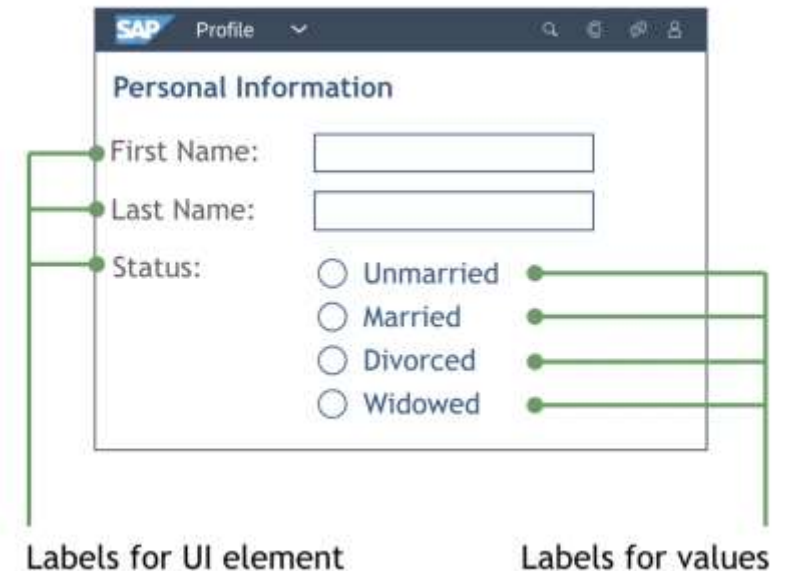 SAP Profile
Personal Information
First Name:
Last Name:
Status:
Unmarried
Married
Divorced
Widowed
Labels for UI element
Labels for values